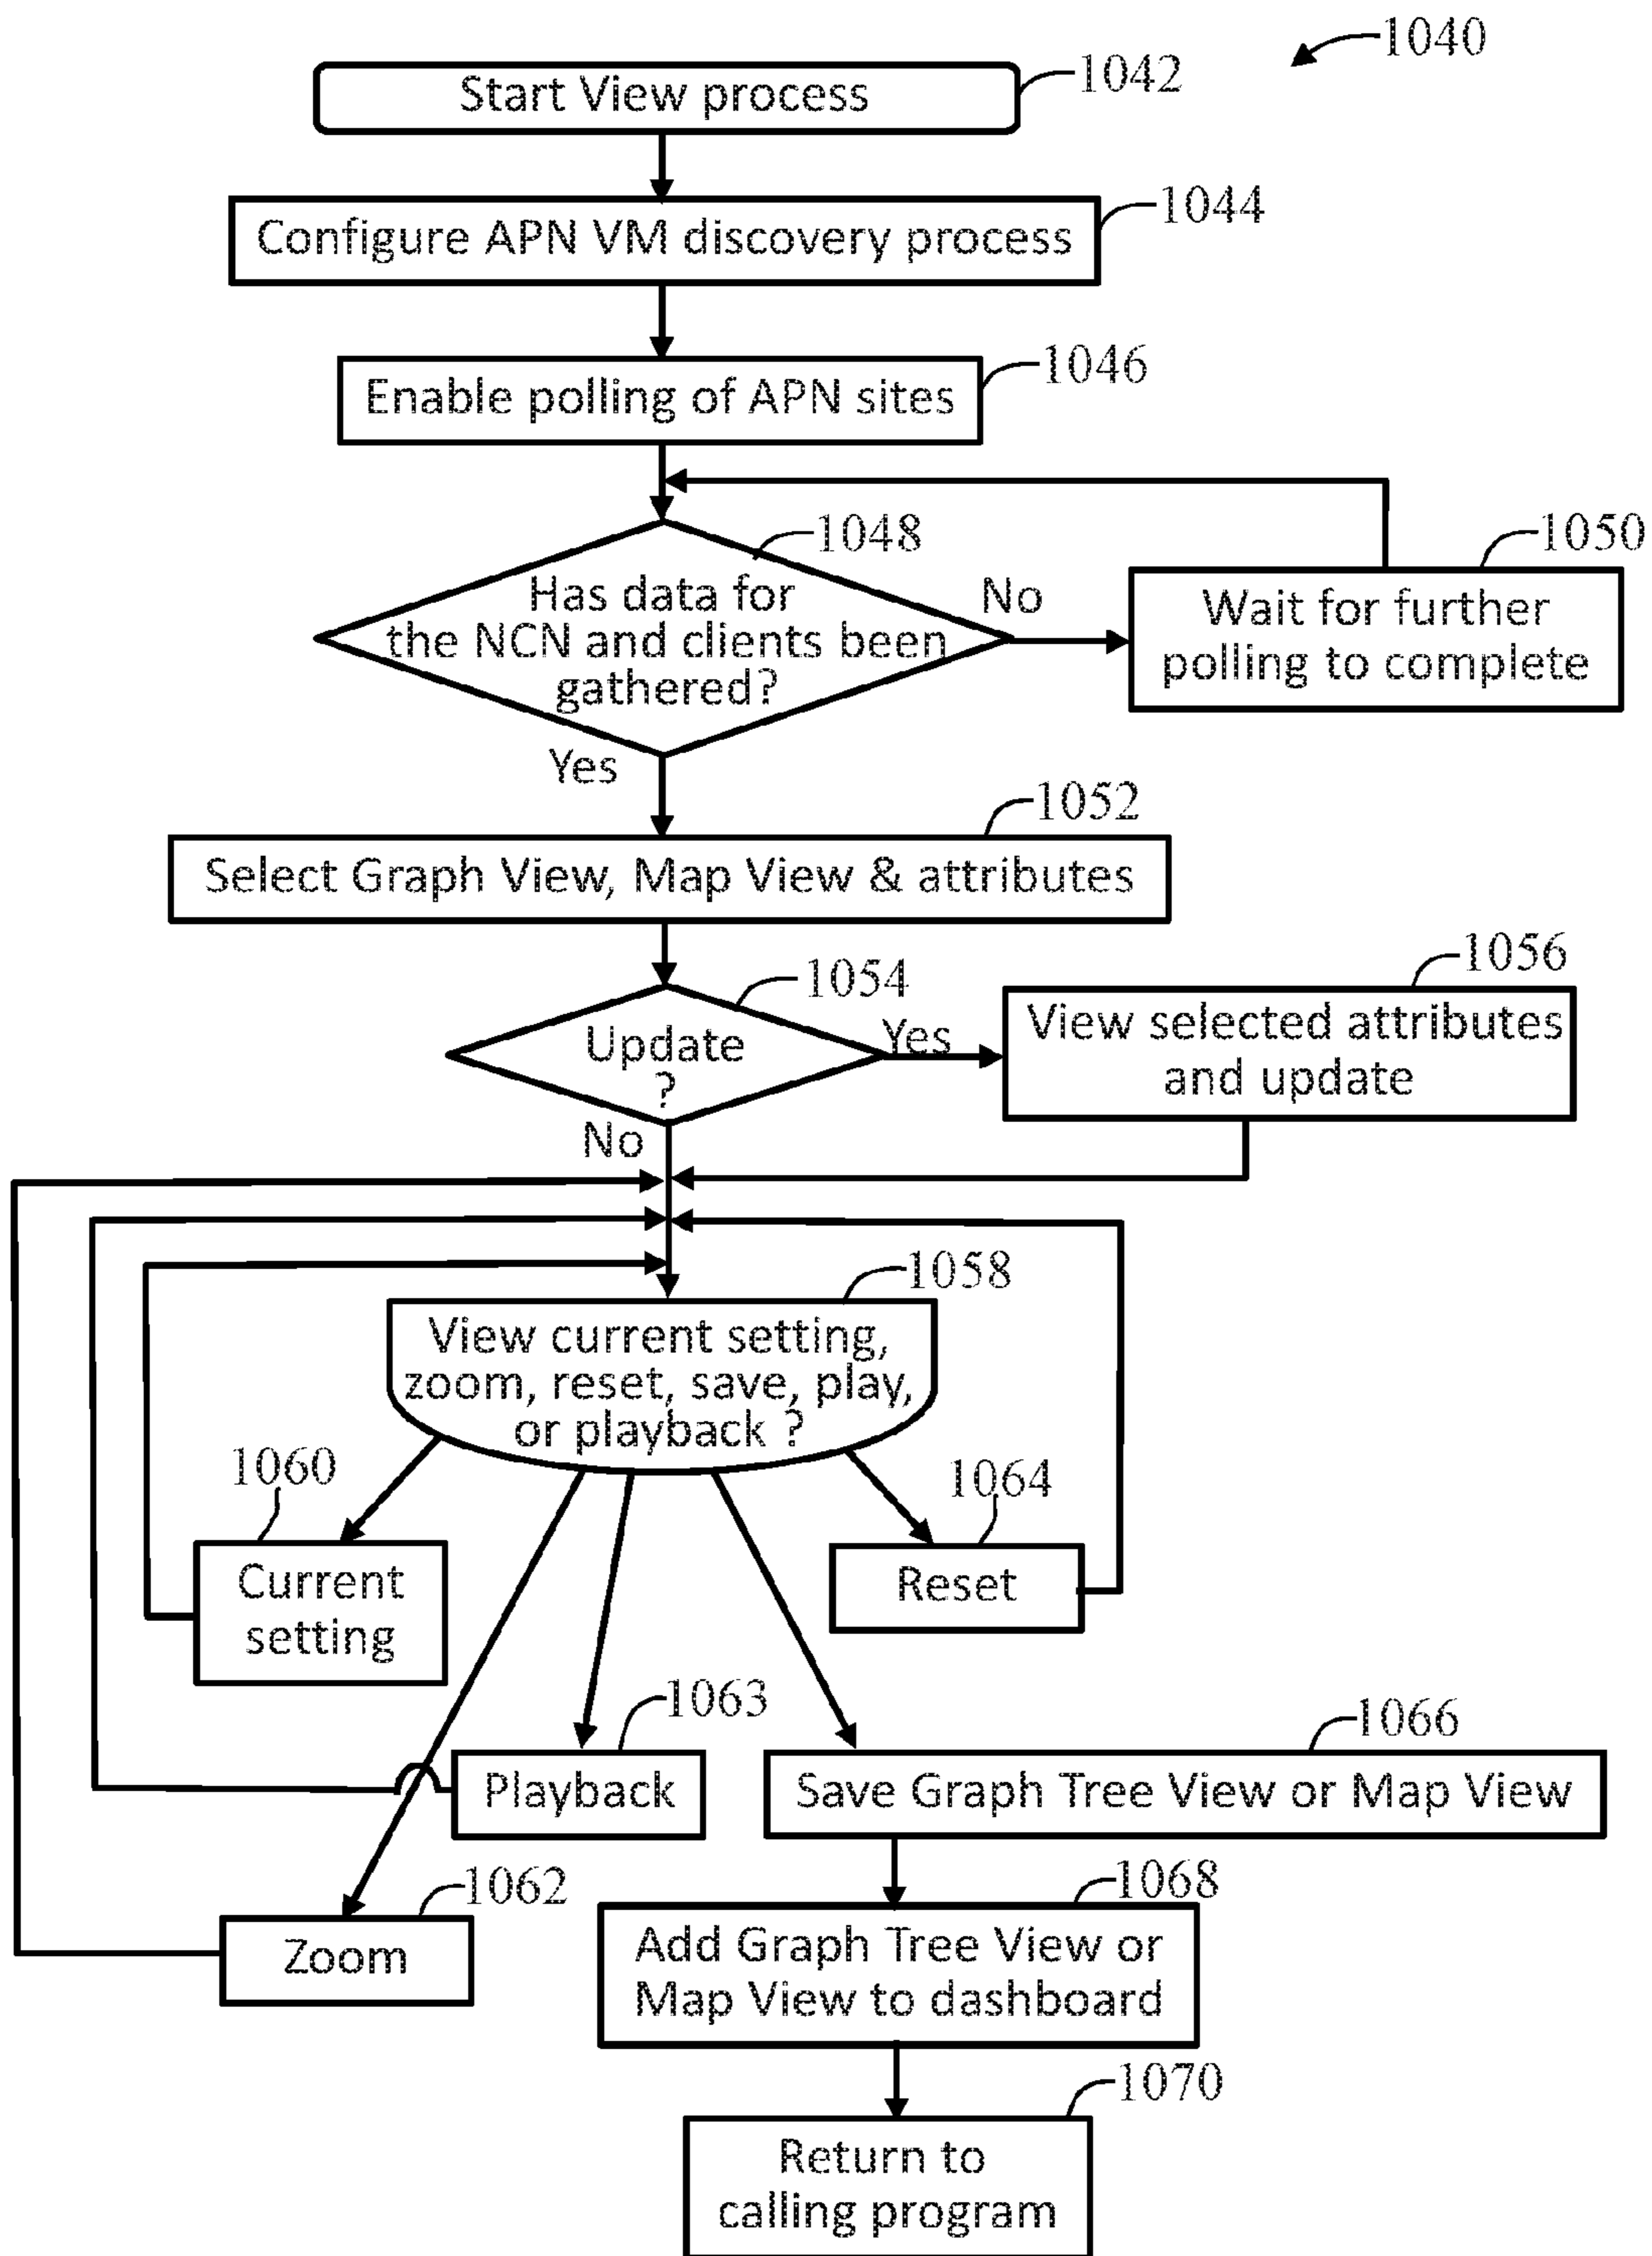 1040
Start View process
1042
Configure APN VM discovery process
1044
Enable polling of APN sites
1046
1048
Has data for
the NCN and clients been
gathered?
No
1050
Wait for further
polling to complete
Yes
1052
Select Graph View, Map View & attributes
1054
Update
?
Yes
1056
View selected attributes
and update
No
1058
View current setting,
zoom, reset, save, play,
or playback ?
1060
Current
setting
1064
Reset
1063
Playback
1066
Save Graph Tree View or Map View
1062
Zoom
1068
Add Graph Tree View or
Map View to dashboard
1070
Return to
calling program